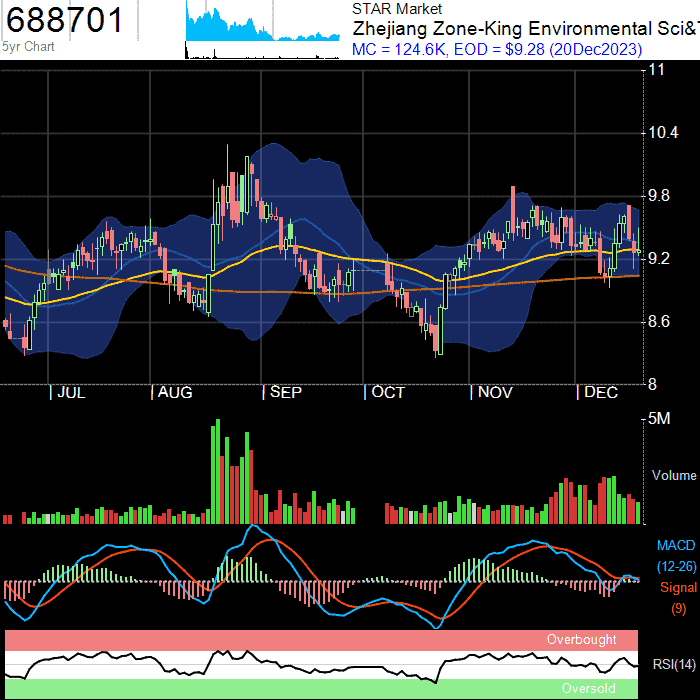 688701
5yr Chart
STAR Market
Zhejiang Zone-King Environmental Sci&
MC = 124.6K, EOD = $9.28 (20Dec2023)
11
10.4
9.8
9.2
8.6
8
| JUL | AUG | SEP | OCT | NOV | DEC
5M
Volume
MACD
(12-26)
Signal
(9)
Overbought
RSI(14)
Oversold